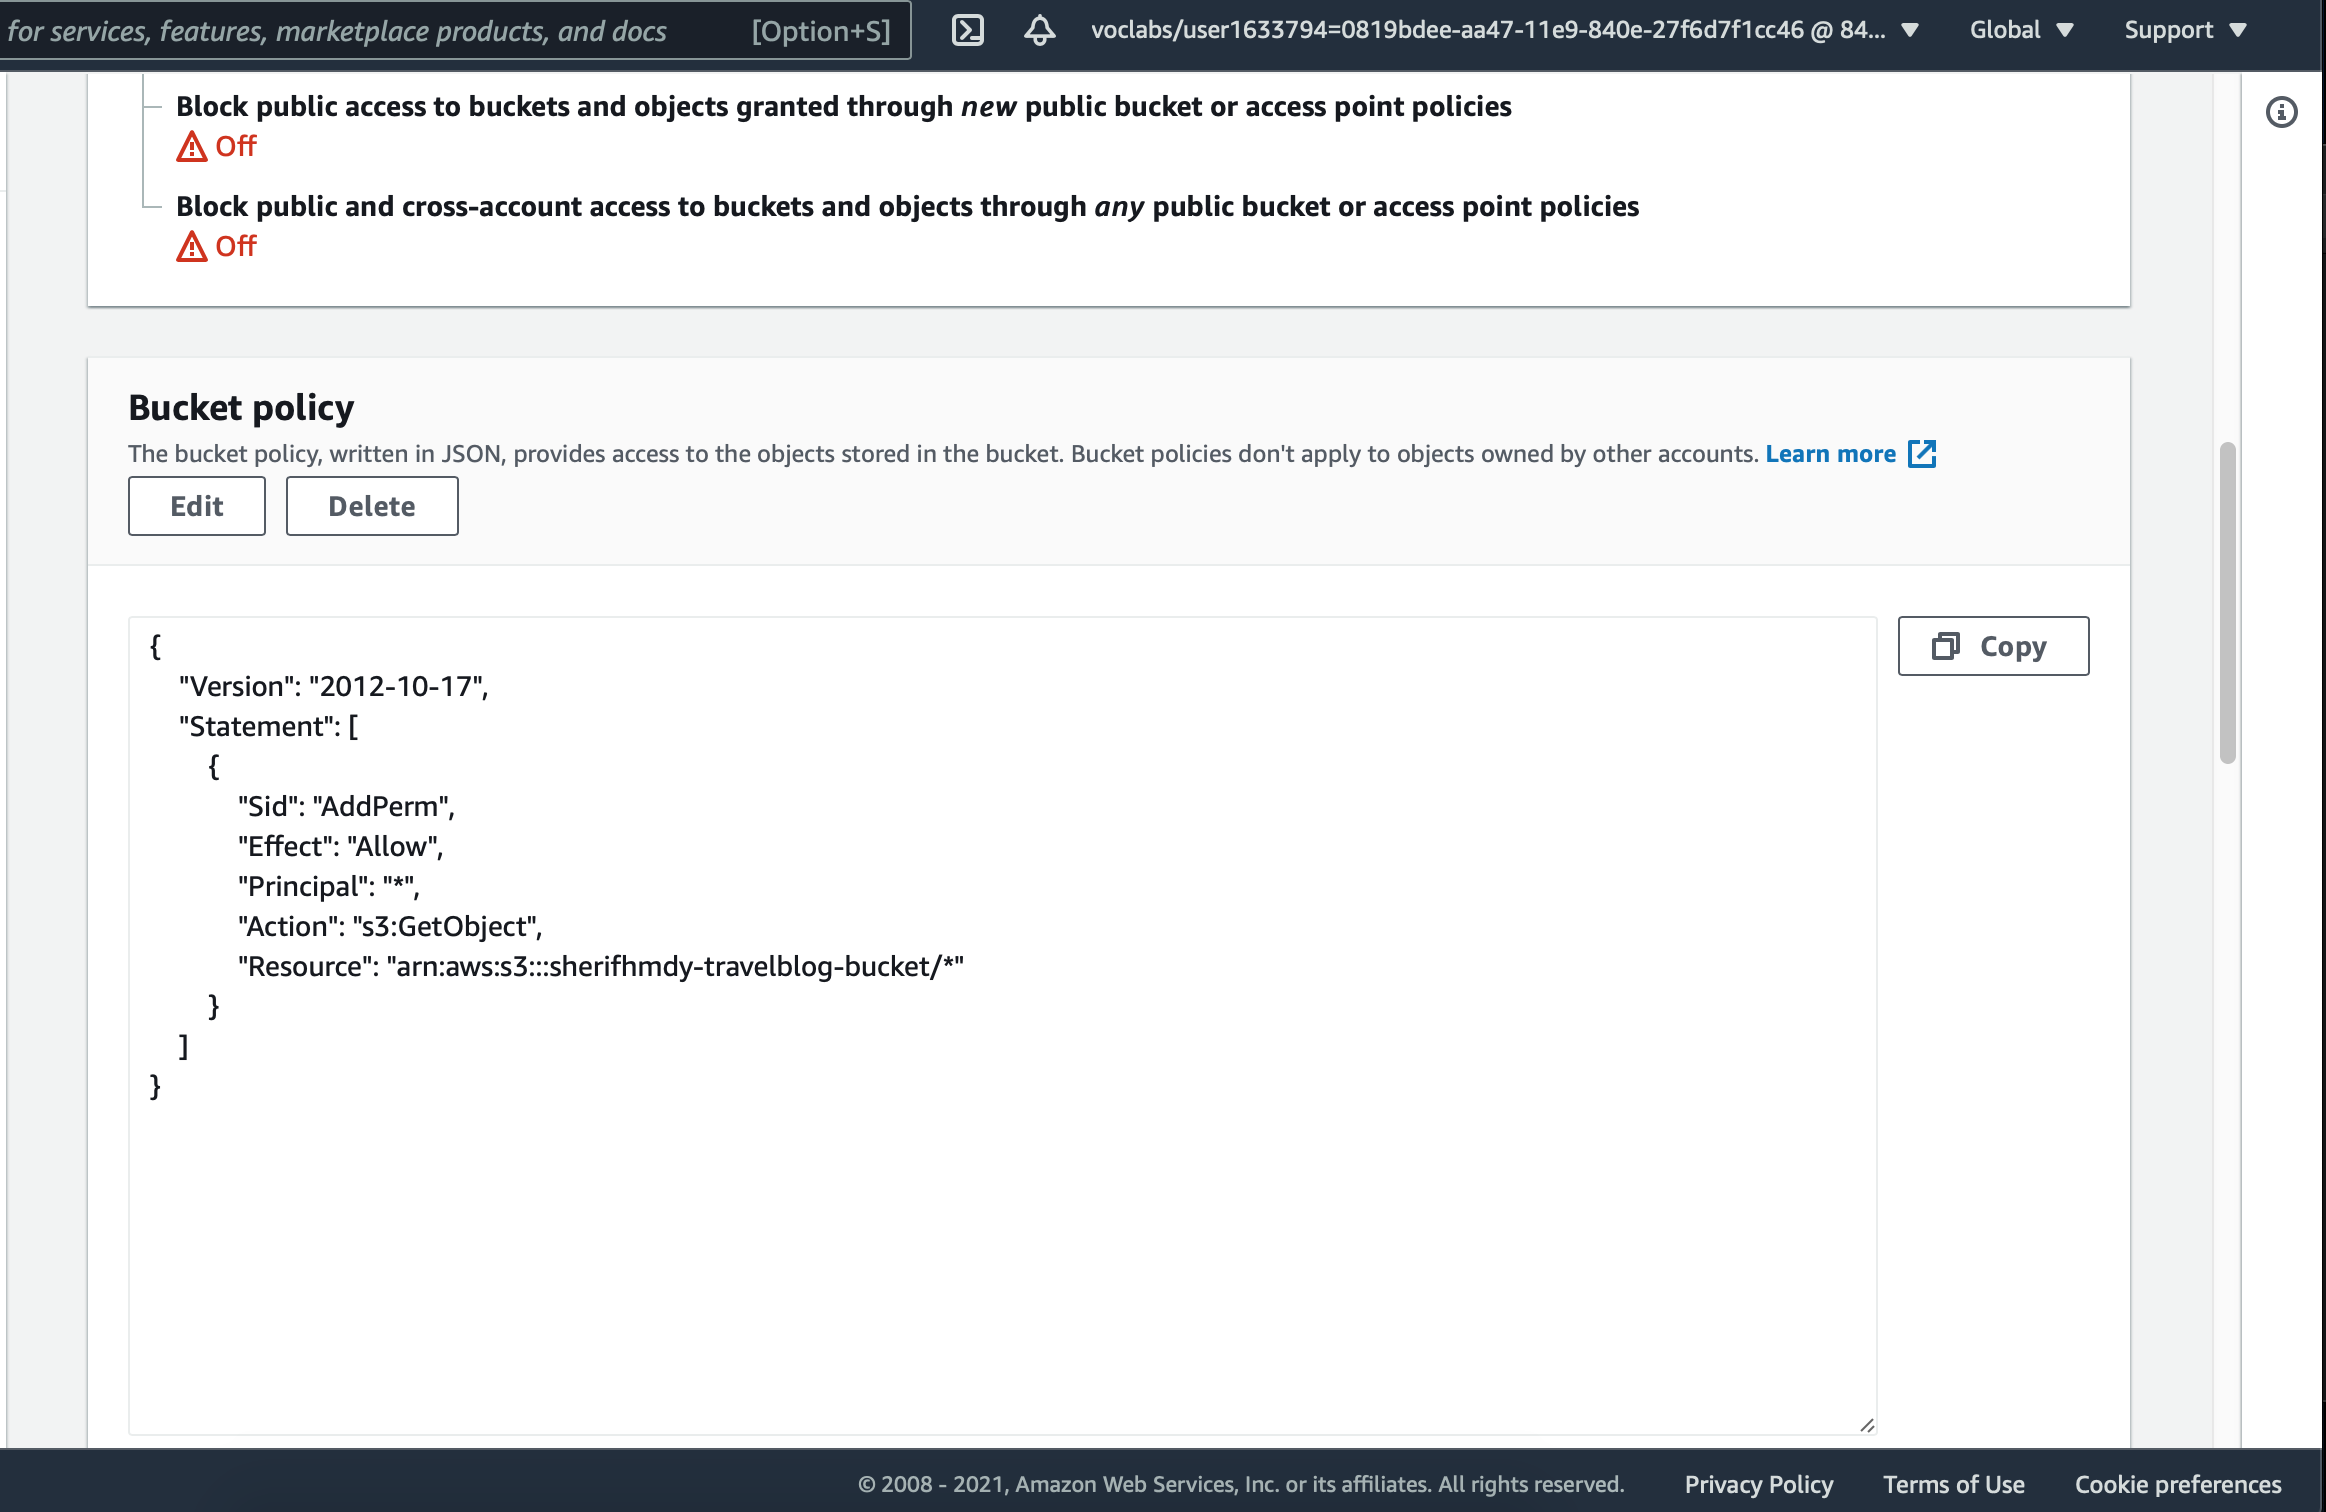 for services, features, marketplace products, and docs [Option+S] voclabs/user1633794=0819bdee-aa47-11e9-840e-27f6d7f1cc46 @ 84... Global Support
Block public access to buckets and objects granted through new public bucket or access point policies
Off
Block public and cross-account access to buckets and objects through any public bucket or access point policies
Off
Bucket policy
The bucket policy, written in JSON, provides access to the objects stored in the bucket. Bucket policies don't apply to objects owned by other accounts. Learn more
Edit Delete
Copy
{
"Version": "2012-10-17",
"Statement": [
{
"Sid": "AddPerm",
"Effect": "Allow",
"Principal": "*",
"Action": "s3:GetObject",
"Resource": "arn:aws:s3:::sherifhmdy-travelblog-bucket/*"
}
]
}
© 2008 - 2021, Amazon Web Services, Inc. or its affiliates. All rights reserved. Privacy Policy Terms of Use Cookie preferences